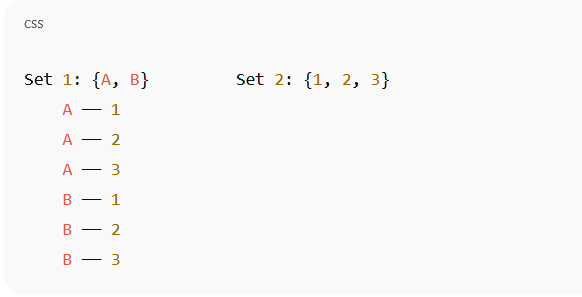 css
Set 1: {A, B}         Set 2: {1, 2, 3}
A — 1
A — 2
A — 3
B — 1
B — 2
B — 3